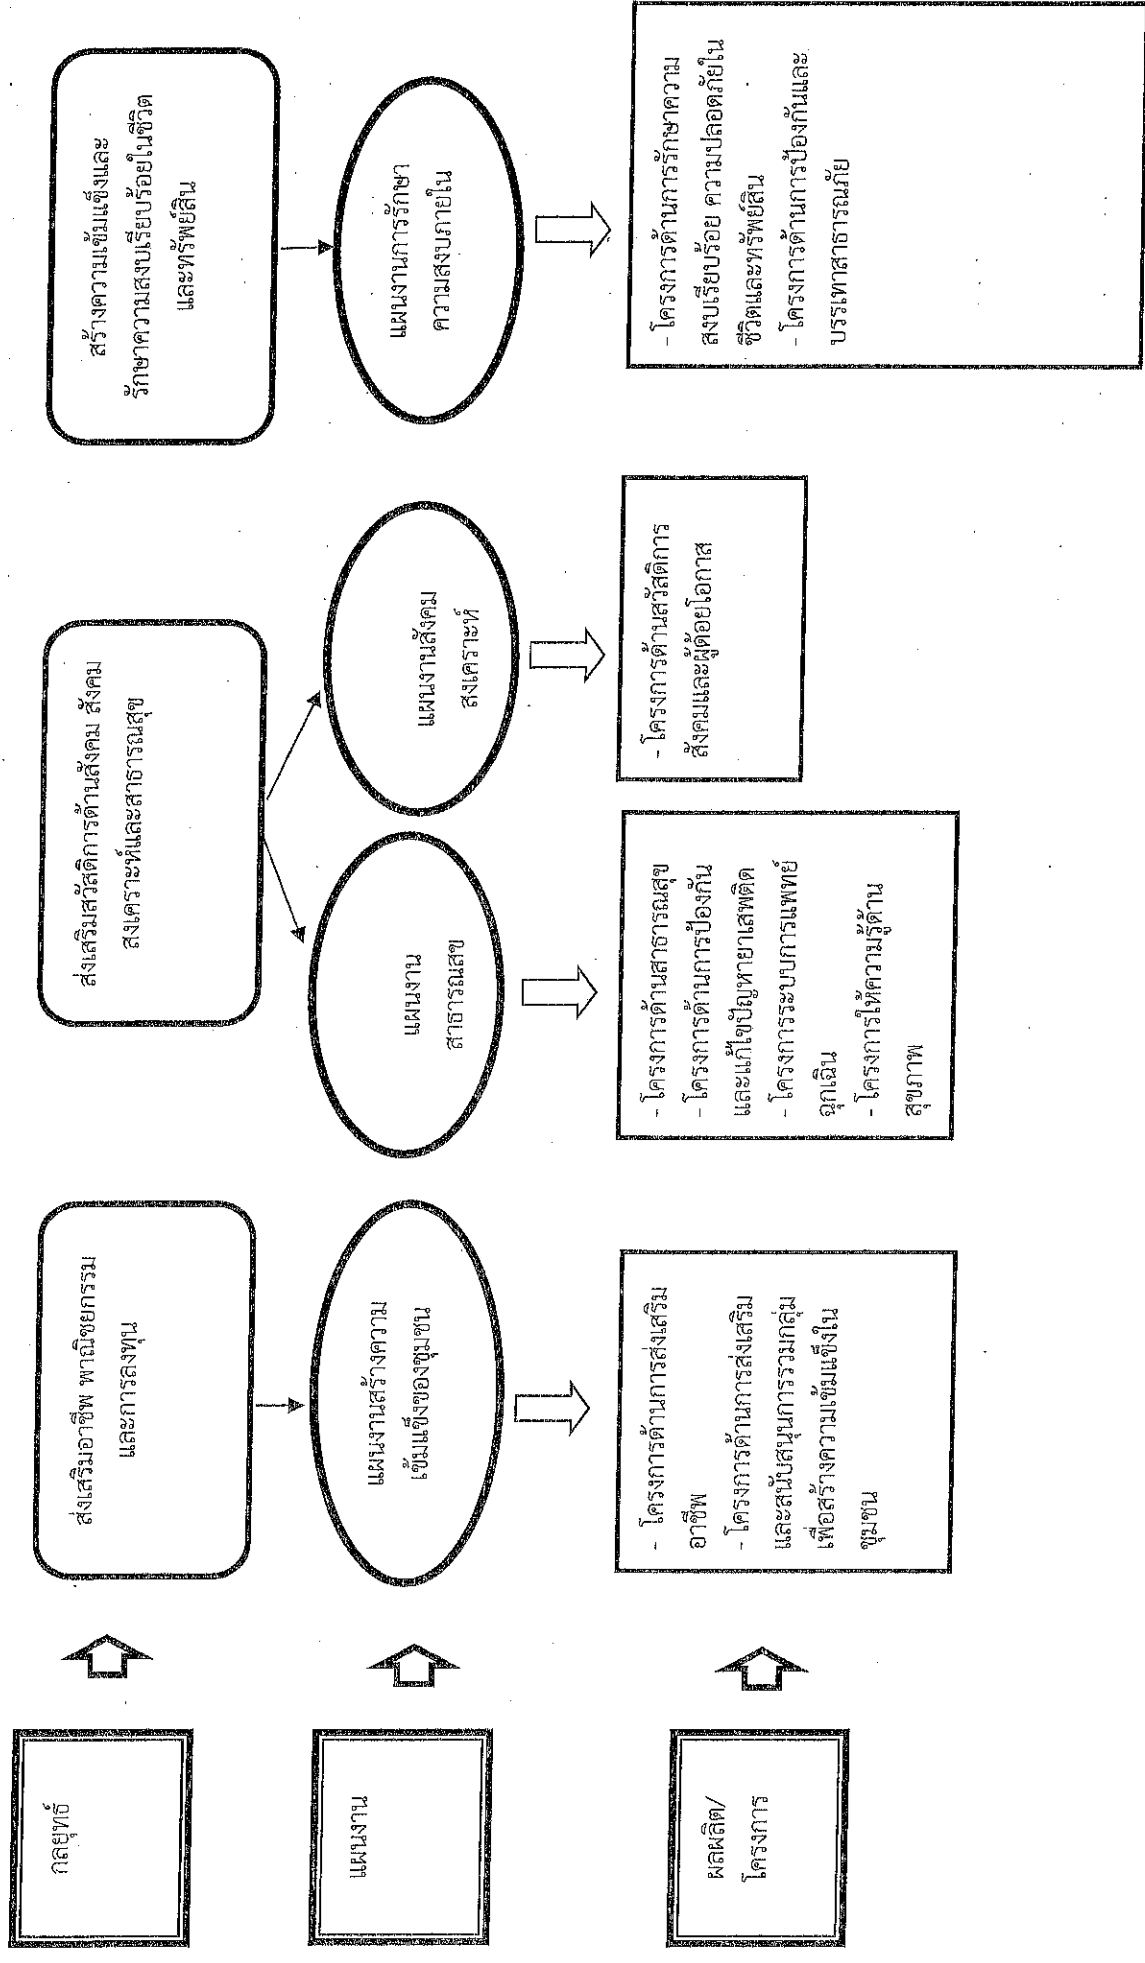 กลยุทธ์
ส่งเสริมอาชีพ พาณิชยกรรม
และการลงทุน
ส่งเสริมสวัสดิการด้านสังคม สังคม
สงเคราะห์และสาธารณสุข
สร้างความเข้มแข็งและ
รักษาความสงบเรียบร้อยในชีวิต
และทรัพย์สิน
แผนงาน
แผนงานสร้างความ
เข้มแข็งของชุมชน
แผนงาน
สาธารณสุข
แผนงานสังคม
สงเคราะห์
แผนงานการรักษา
ความสงบภายใน
ผลผลิต/
โครงการ
- โครงการด้านการส่งเสริม
อาชีพ
- โครงการด้านการส่งเสริม
และสนับสนุนการรวมกลุ่ม
เพื่อสร้างความเข้มแข็งใน
ชุมชน
- โครงการด้านสาธารณสุข
- โครงการด้านการป้องกัน
และแก้ไขปัญหายาเสพติด
- โครงการระบบการแพทย์
ฉุกเฉิน
- โครงการให้ความรู้ด้าน
สุขภาพ
- โครงการด้านสวัสดิการ
สังคมและผู้ด้อยโอกาส
- โครงการด้านการรักษาความ
สงบเรียบร้อย ความปลอดภัยใน
ชีวิตและทรัพย์สิน
- โครงการด้านการป้องกันและ
บรรเทาสาธารณภัย